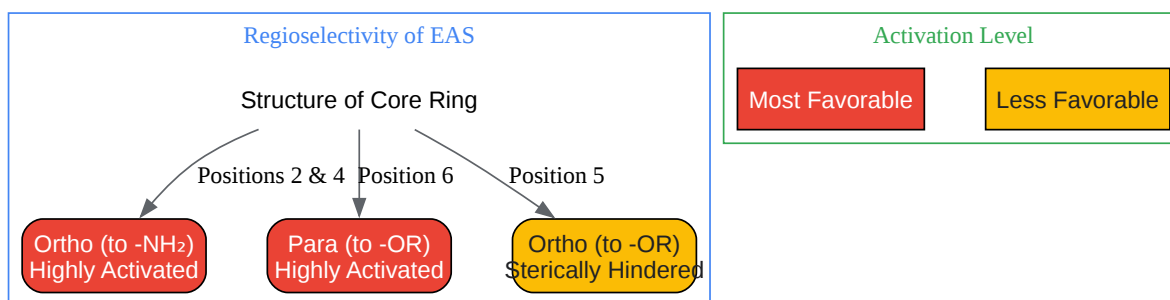 Regioselectivity of EAS
Structure of Core Ring
Positions 2 & 4
Position 6
Position 5
Ortho (to -NH₂)
Highly Activated
Para (to -OR)
Highly Activated
Ortho (to -OR)
Sterically Hindered
Activation Level
Most Favorable
Less Favorable